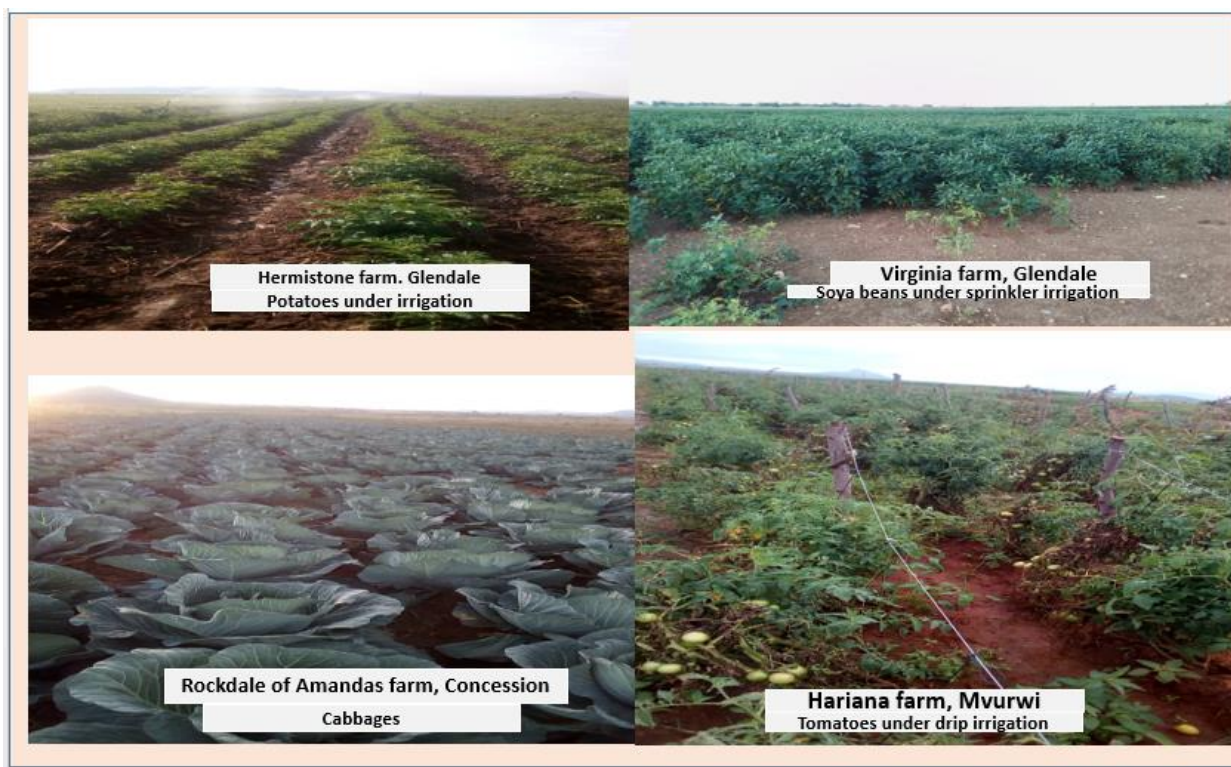 Hermistone farm. Glendale
Potatoes under irrigation
Virginia farm, Glendale
Soya beans under sprinkler irrigation
Rockdale of Amandas farm, Concession
Cabbages
Hariana farm, Mvurwi
Tomatoes under drip irrigation